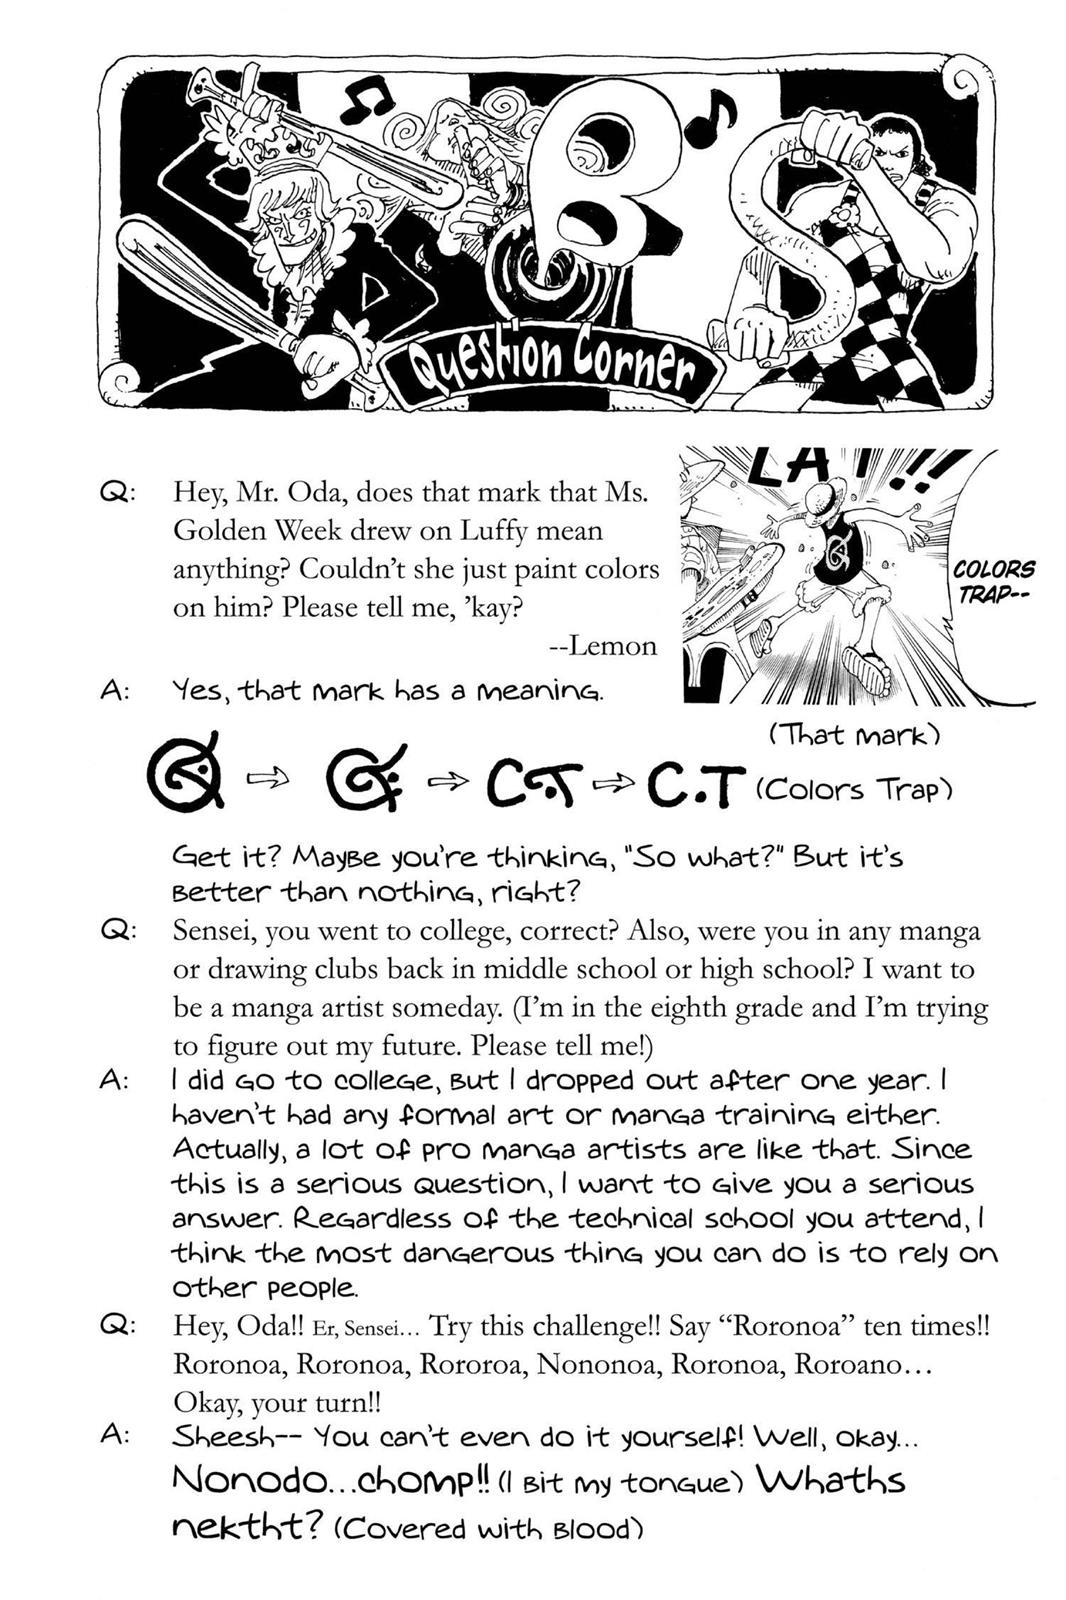 SBS
Question Corner
LAT!!
COLORS
TRAP--
Q: Hey, Mr. Oda, does that mark that Ms.
Golden Week drew on Luffy mean
anything? Couldn't she just paint colors
on him? Please tell me, 'kay?
--Lemon
A: Yes, that mark has a meaning.
(That mark)
C.T → C.T (Colors Trap)
Get it? Maybe you're thinking, "So what?" But it's
better than nothing, right?
Q: Sensei, you went to college, correct? Also, were you in any manga
or drawing clubs back in middle school or high school? I want to
be a manga artist someday. (I'm in the eighth grade and I'm trying
to figure out my future. Please tell me!)
A: I did go to college, but I dropped out after one year. I
haven't had any formal art or manga training either.
Actually, a lot of pro manga artists are like that. Since
this is a serious question, I want to give you a serious
answer. Regardless of the technical school you attend, I
think the most dangerous thing you can do is to rely on
other people.
Q: Hey, Oda!! Er, Sensei... Try this challenge!! Say “Roronoa” ten times!!
Roronoa, Roronoa, Rororoa, Nononoa, Roronoa, Roroano...
Okay, your turn!!
A: Sheesh-- You can't even do it yourself! Well, okay...
Nonodo...chomp!! (I bit my tongue) Whaths
nektht? (Covered with blood)